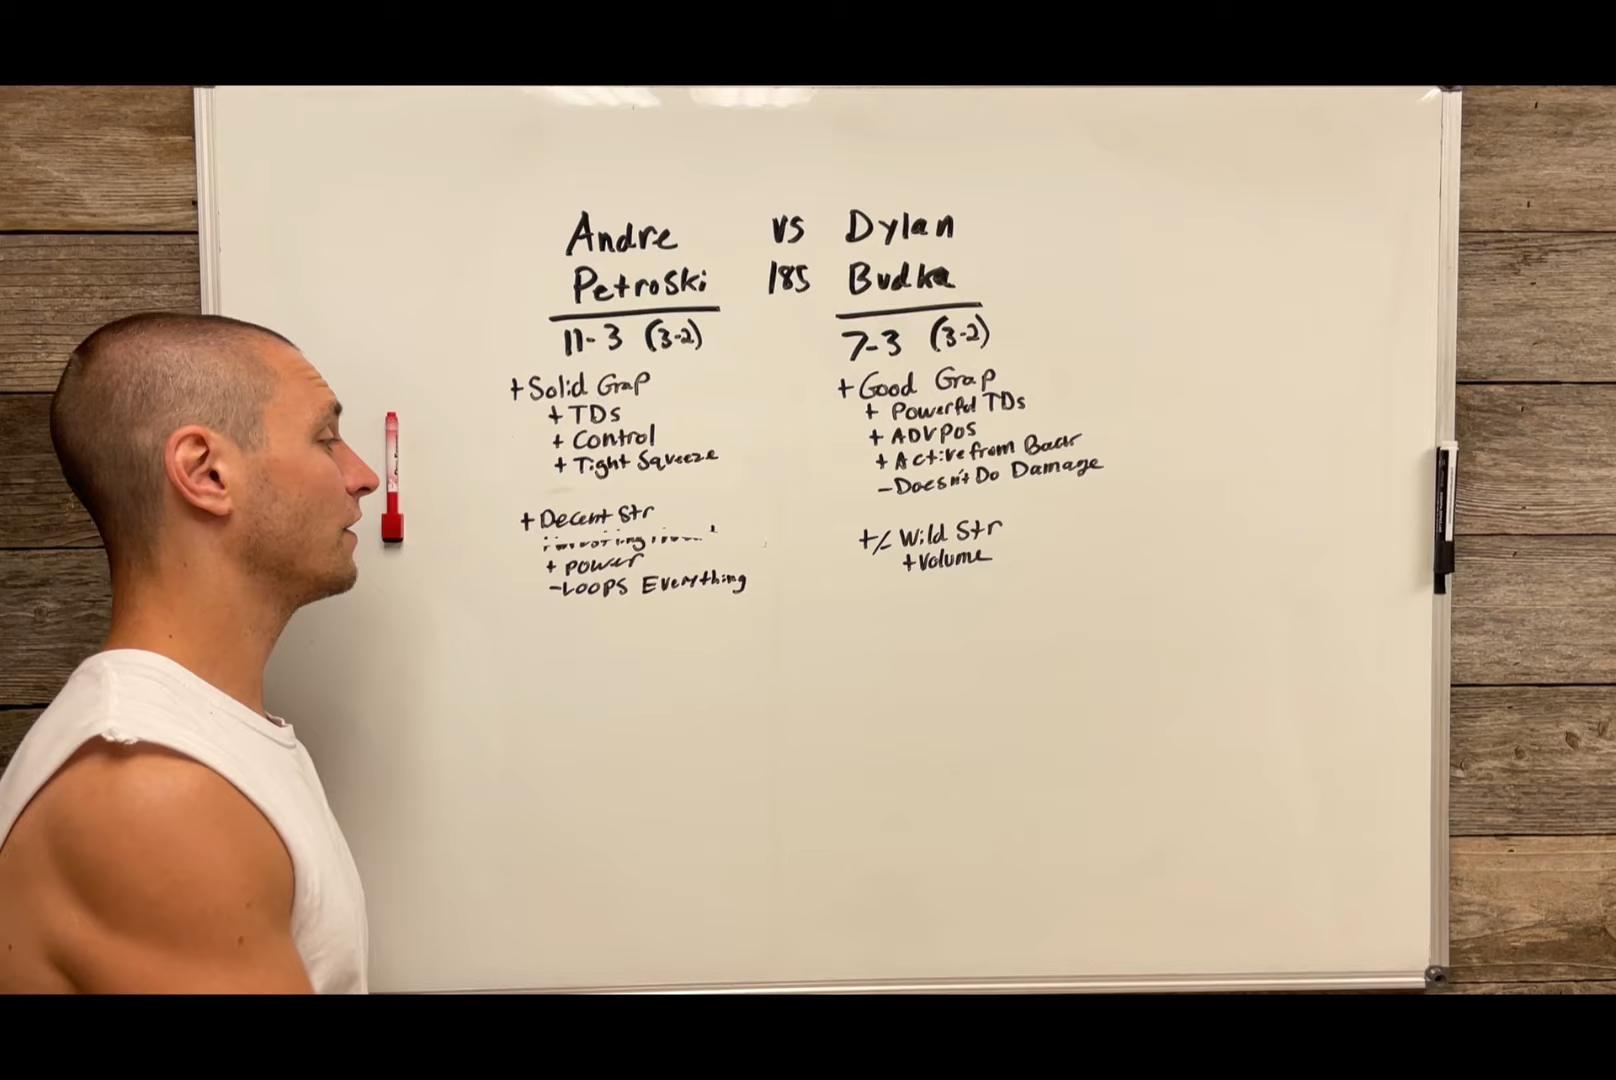 Andre vs Dylan
Petroski 185 Budka
11-3 (3-2)
7-3 (3-2)
+Solid Grap
+ TDs
+ Control
+ Tight Squeeze
+Decent Str
+ power
-Loops Everything
+Good Grap
+ Powerful TDs
+ ADV POS
+ Active from Back
-Doesn't Do Damage
+/- Wild Str
+volume